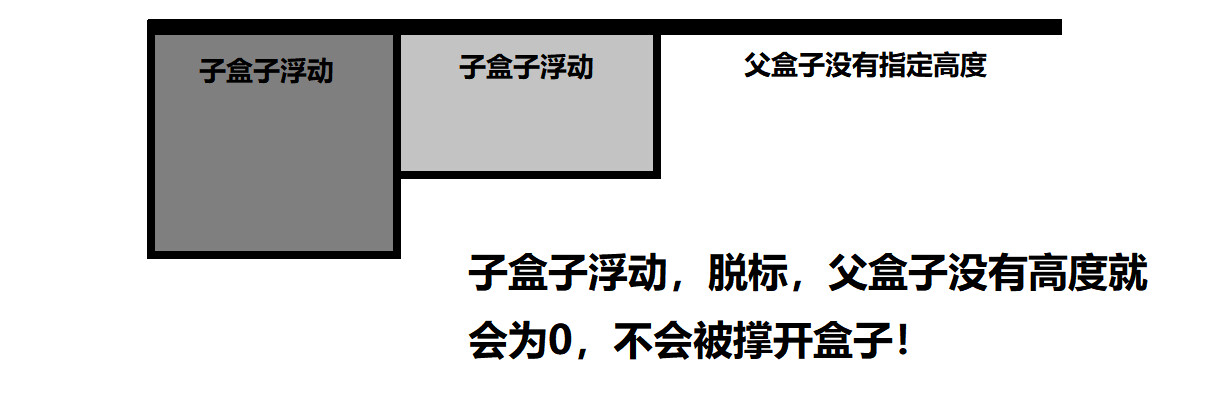 子盒子浮动
子盒子浮动
父盒子没有指定高度
子盒子浮动，脱标，父盒子没有高度就
会为0，不会被撑开盒子！